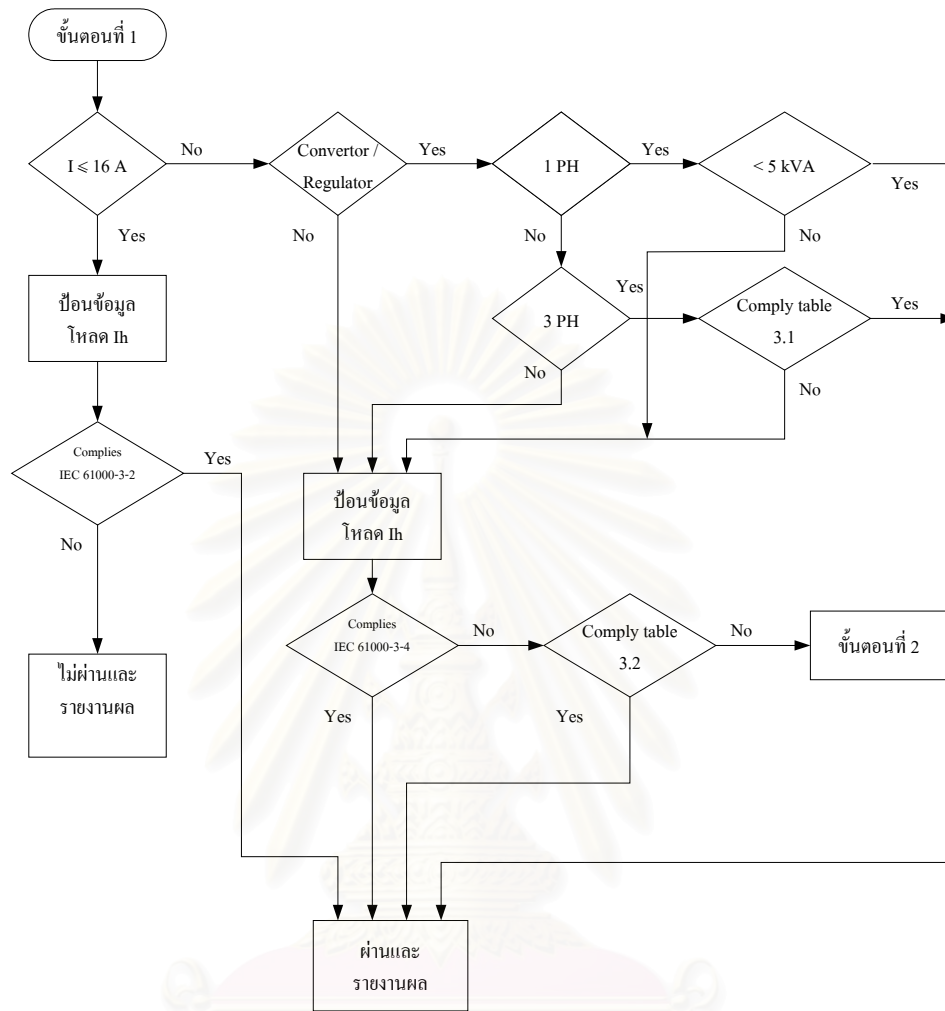 ขั้นตอนที่ 1
I ⩽ 16 A
No
Convertor /
Regulator
Yes
1 PH
Yes
< 5 kVA
Yes
Yes
No
No
No
ป้อนข้อมูล
โหลด Ih
3 PH
Yes
Comply table
3.1
Yes
No
No
Complies
IEC 61000-3-2
Yes
ป้อนข้อมูล
โหลด Ih
No
Complies
IEC 61000-3-4
No
Comply table
3.2
No
ขั้นตอนที่ 2
ไม่ผ่านและ
รายงานผล
Yes
Yes
ผ่านและ
รายงานผล